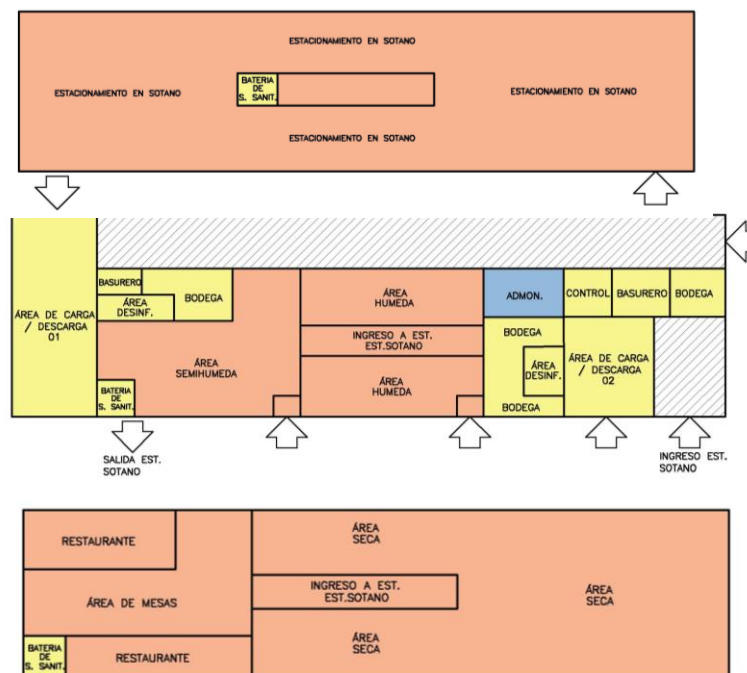 ESTACIONAMIENTO EN SOTANO
BATERIA
DE
S. SANIT.
ESTACIONAMIENTO EN SOTANO
ESTACIONAMIENTO EN SOTANO
ESTACIONAMIENTO EN SOTANO
ÁREA DE CARGA
/ DESCARGA
01
BASURERO
ÁREA
DESINF.
BODEGA
ÁREA
SEMIHUMEDA
BATERIA
DE
S. SANIT.
ÁREA
HUMEDA
INGRESO A EST.
EST.SOTANO
ÁREA
HUMEDA
ADMON.
BODEGA
ÁREA
DESINF.
BODEGA
CONTROL
BASURERO
BODEGA
ÁREA DE CARGA
/ DESCARGA
02
SALIDA EST.
SOTANO
INGRESO EST.
SOTANO
RESTAURANTE
ÁREA DE MESAS
BATERIA
DE
S. SANIT.
RESTAURANTE
ÁREA
SECA
INGRESO A EST.
EST.SOTANO
ÁREA
SECA
ÁREA
SECA